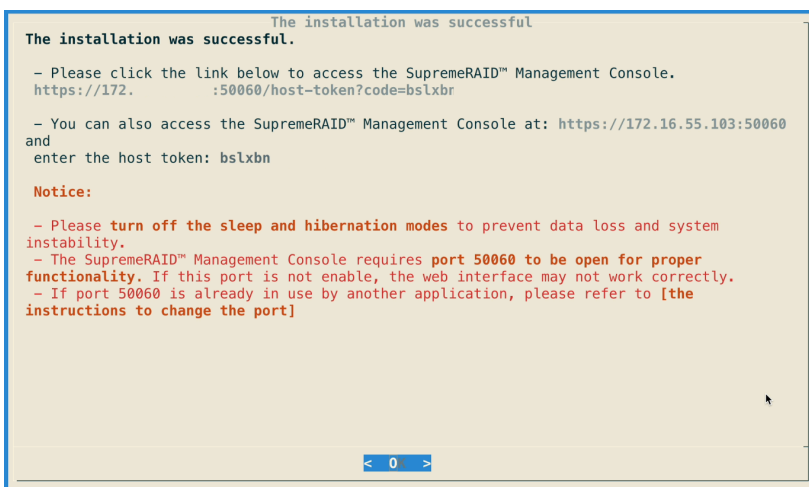 The installation was successful
The installation was successful.
- Please click the link below to access the SupremeRAID™ Management Console.
https://172. :50060/host-token?code=bslxbn
- You can also access the SupremeRAID™ Management Console at: https://172.16.55.103:50060
and
enter the host token: bslxbn
Notice:
- Please turn off the sleep and hibernation modes to prevent data loss and system
instability.
- The SupremeRAID™ Management Console requires port 50060 to be open for proper
functionality. If this port is not enable, the web interface may not work correctly.
- If port 50060 is already in use by another application, please refer to [the
instructions to change the port]